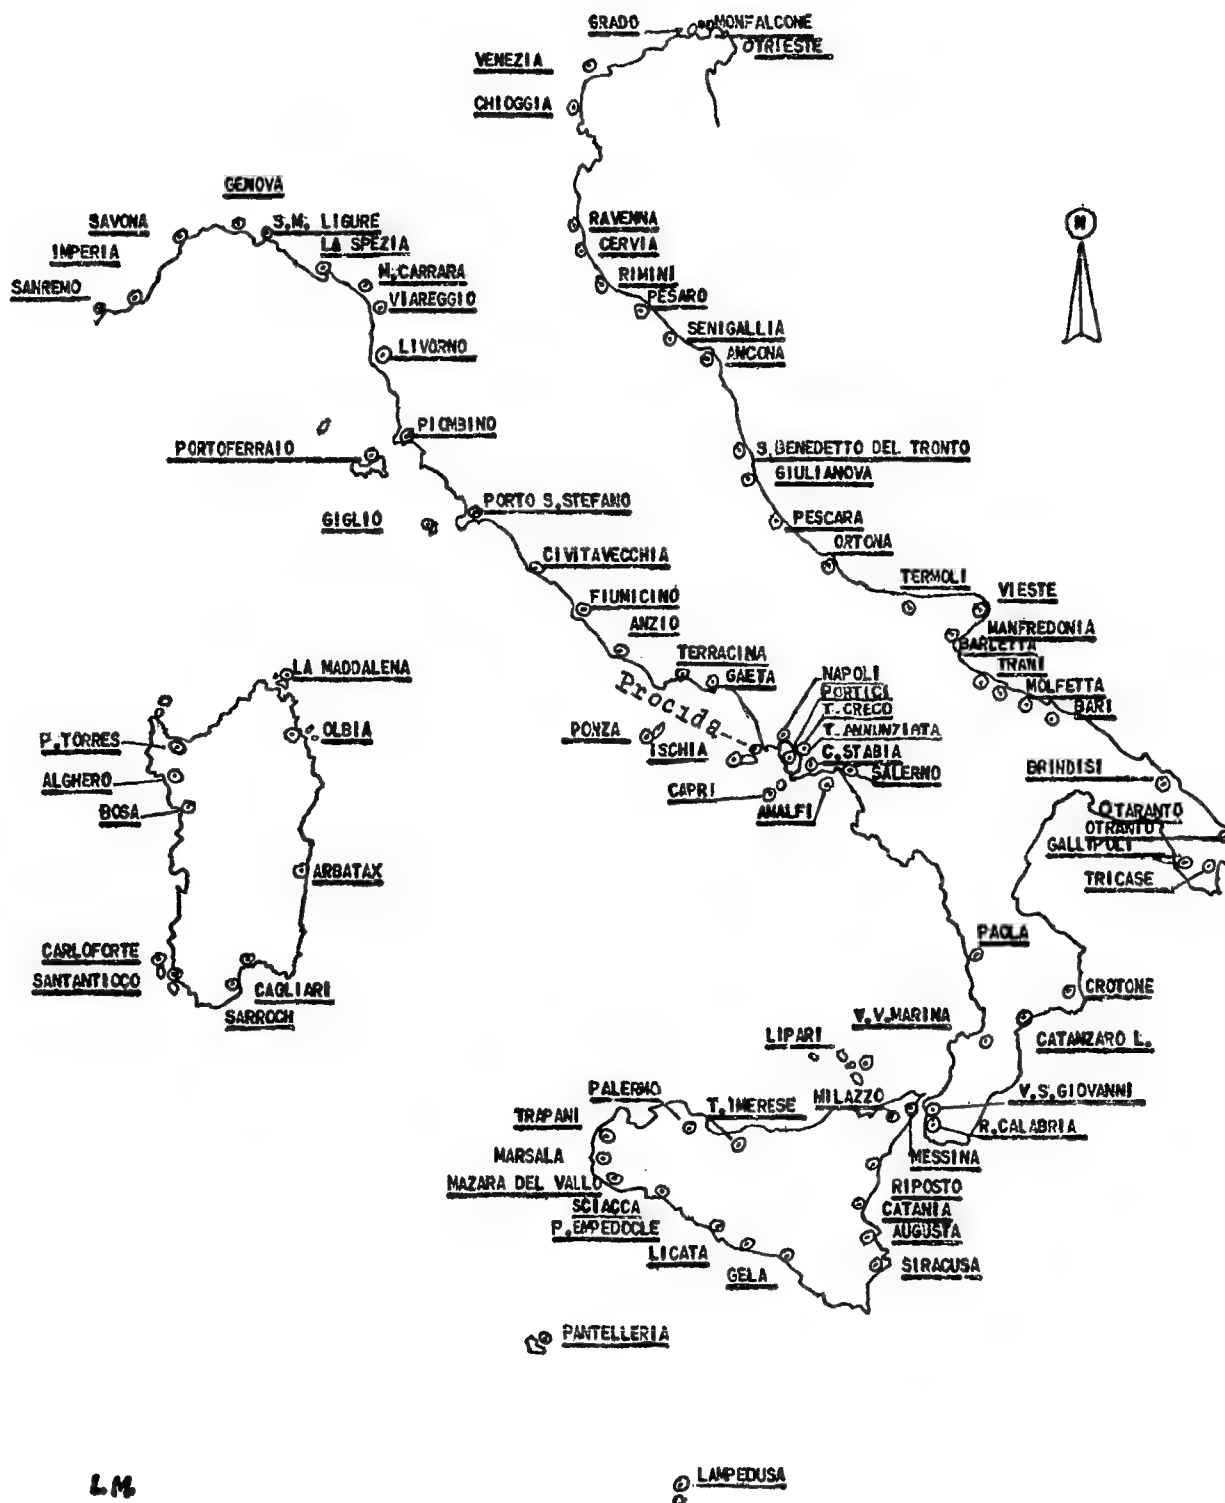 GRADO
MONFALCONE
TRIESTE
VENEZIA
CHIOGGIA
GENOVA
SAVONA
S.M. LIGURE
IMPERIA
LA SPEZIA
SANREMO
M.CARRARA
VIAREGGIO
LIVORNO
RAVENNA
CERVIA
RIMINI
PESARO
SENIGALLIA
ANCONA
N
PIOMBINO
PORTOFERRAIO
S.BENEDETTO DEL TRONTO
GIULIANOVA
PORTO S.STEFANO
GIGLIO
PESCARA
ORTONA
CIVITAVECCHIA
TERMOLI
VIESTE
FIUMICINO
ANZIO
MANFREDONIA
BARLETTA
TRANI
MOLFETTA
BARI
LA MADDALENA
TERRACINA
GAETA
Procida
NAPOLI
PORTICI
T.GRECO
T.ANNUNZIATA
C.STABIA
SALERNO
PONZA
ISCHIA
CAPRI
AMALFI
P.TORRES
OLBIA
ALGHERO
BOSA
BRINDISI
TARANTO
OTRANTO
GALLIPOLI
TRICASE
ARBATAX
PAOLA
CARLOFORTE
SANTANTIOCO
CAGLIARI
SARROCH
CROTONE
V.V.MARINA
CATANZARO L.
LIPARI
PALERMO
T.IMERESE
MILAZZO
V.S.GIOVANNI
R.CALABRIA
TRAPANI
MARSALA
MESSINA
MAZARA DEL VALLO
RIPOSTO
SCIACCA
CATANIA
P.EMPEDOCLE
AUGUSTA
LICATA
SIRACUSA
GELA
PANTELLERIA
L.M.
LAMPEDUSA